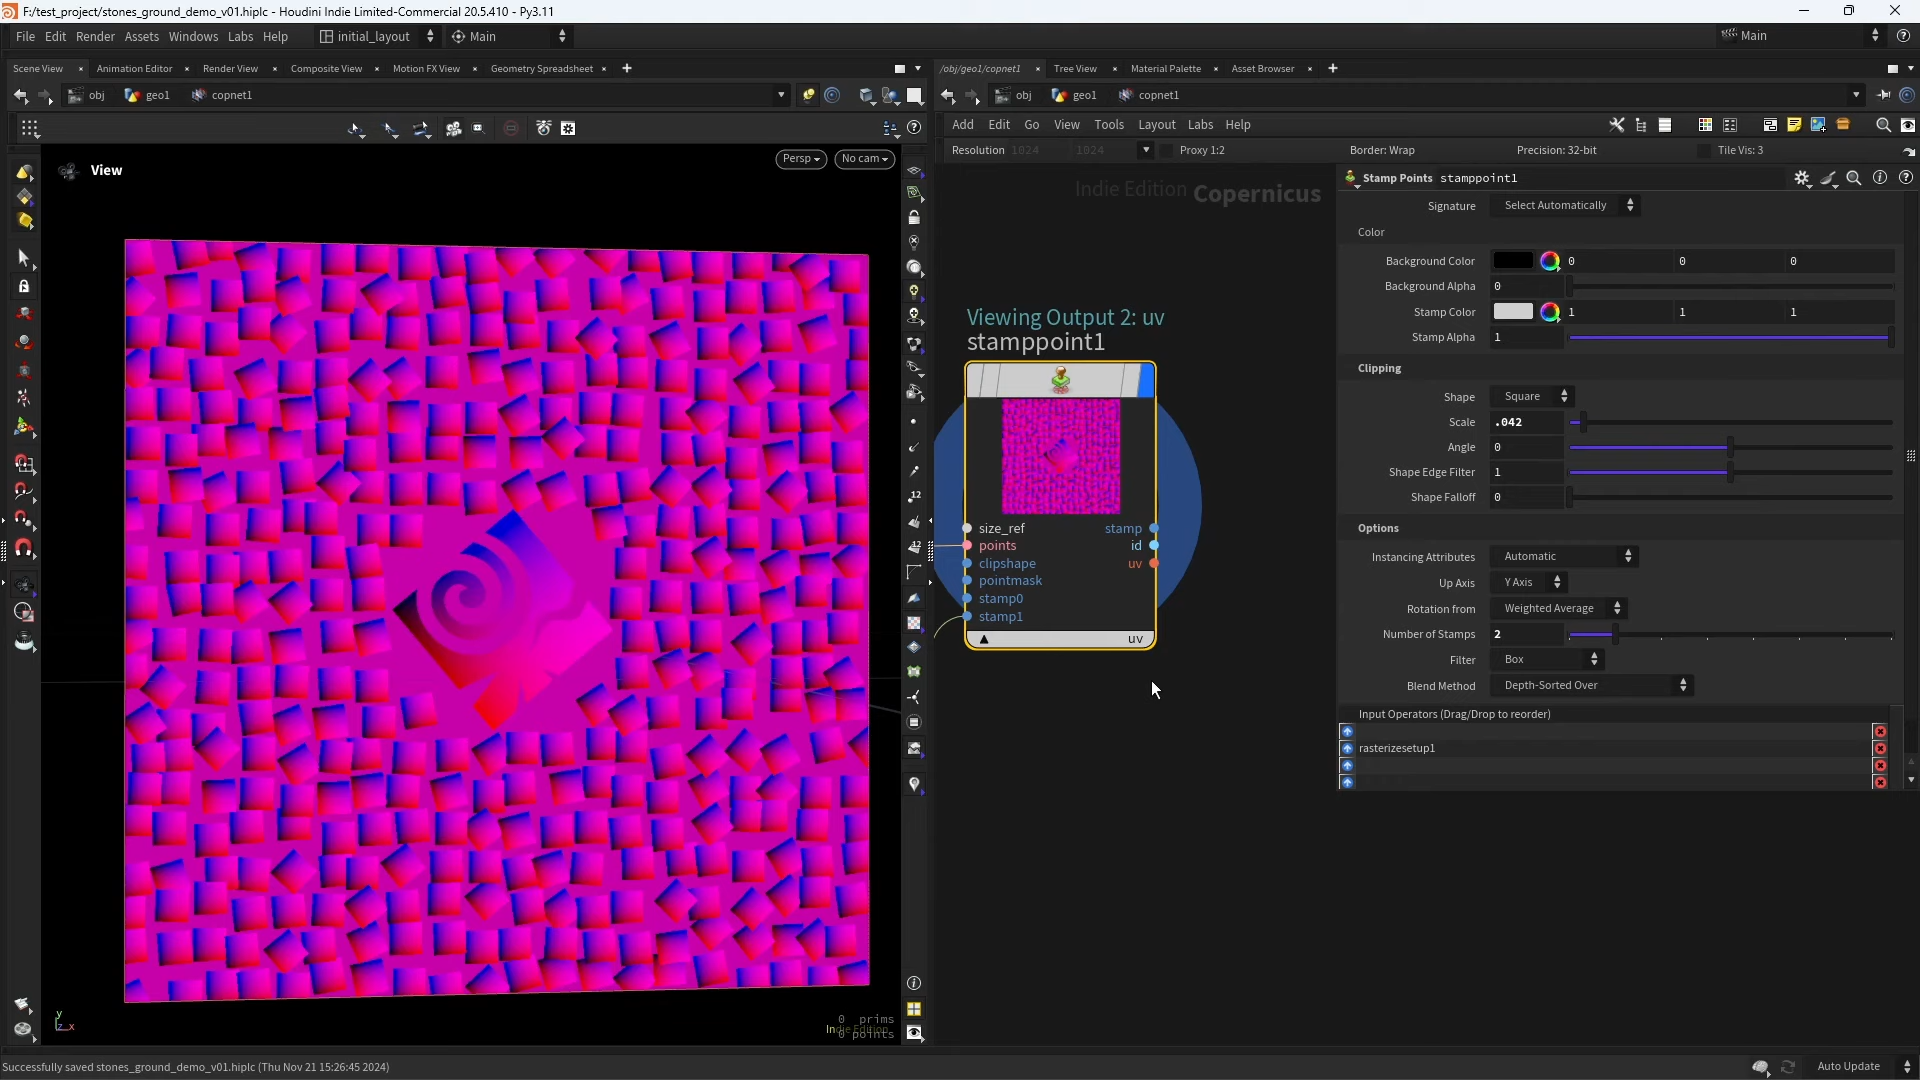 F:/test_project/stones_ground_demo_v01.hiplc - Houdini Indie Limited-Commercial 20.5.410 - Py3.11
File Edit Render Assets Windows Labs Help initial_layout Main
Main
Scene View Animation Editor Render View Composite View Motion FX View Geometry Spreadsheet
/obj/geo1/copnet1 Tree View Material Palette Asset Browser
obj geo1 copnet1
obj geo1 copnet1
Add Edit Go View Tools Layout Labs Help
Resolution 1024 1024 Proxy 1:2 Border: Wrap Precision: 32-bit Tile Vis: 3
View
Persp No cam
Indie Edition Copernicus
Stamp Points stamppoint1
Signature Select Automatically
Color
Background Color 0 0 0
Background Alpha 0
Stamp Color 1 1 1
Stamp Alpha 1
Clipping
Shape Square
Scale .042
Angle 0
Shape Edge Filter 1
Shape Falloff 0
Options
Instancing Attributes Automatic
Up Axis Y Axis
Rotation from Weighted Average
Number of Stamps 2
Filter Box
Blend Method Depth-Sorted Over
Input Operators (Drag/Drop to reorder)
rasterizesetup1
Viewing Output 2: uv
stamppoint1
size_ref stamp
points id
clipshape uv
pointmask
stamp0
stamp1
uv
12
12
y
z x
0 prims
Indie Edition
0 points
Successfully saved stones_ground_demo_v01.hiplc (Thu Nov 21 15:26:45 2024)
Auto Update